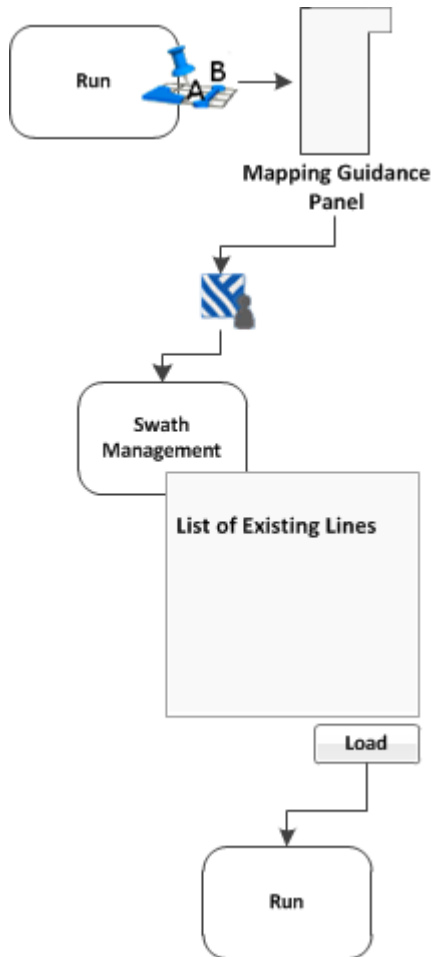 Run
A
B
Mapping Guidance
Panel
Swath
Management
List of Existing Lines
Load
Run